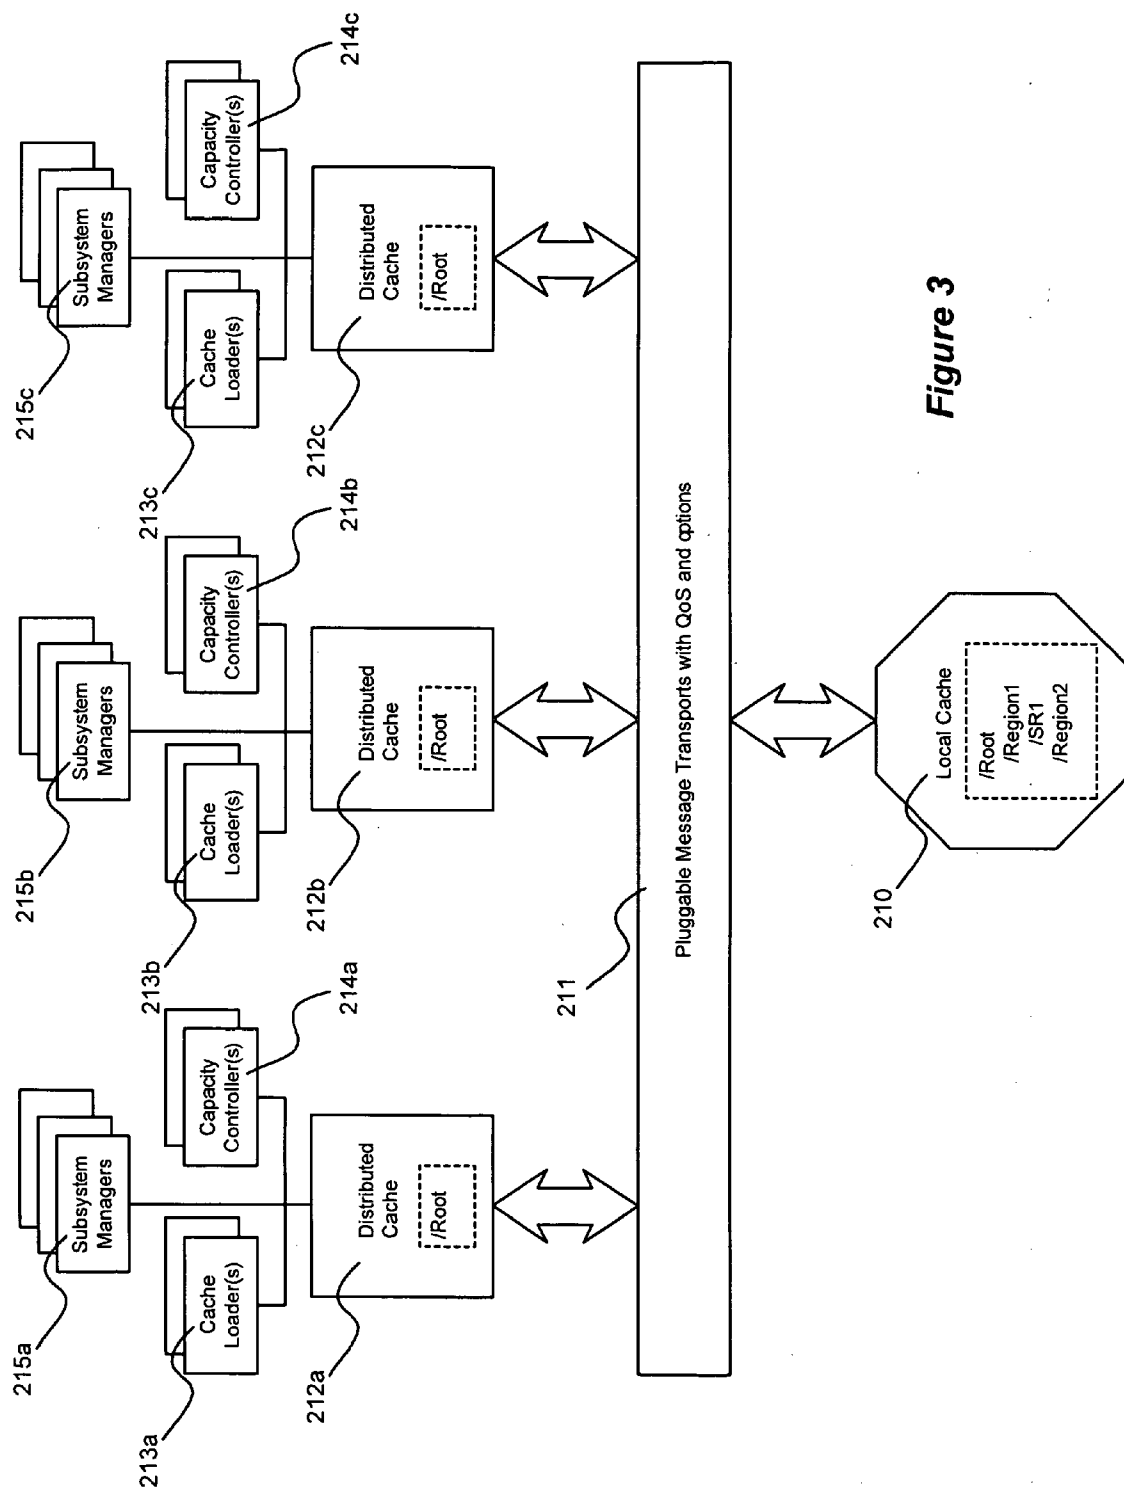 215a
Subsystem
Managers
215b
Subsystem
Managers
215c
Subsystem
Managers
213a
Cache
Loader(s)
Capacity
Controller(s)
214a
213b
Cache
Loader(s)
Capacity
Controller(s)
214b
213c
Cache
Loader(s)
Capacity
Controller(s)
214c
212a
Distributed
Cache
/Root
212b
Distributed
Cache
/Root
212c
Distributed
Cache
/Root
211
Pluggable Message Transports with QoS and options
210
Local Cache
/Root
/Region1
/SR1
/Region2
Figure 3